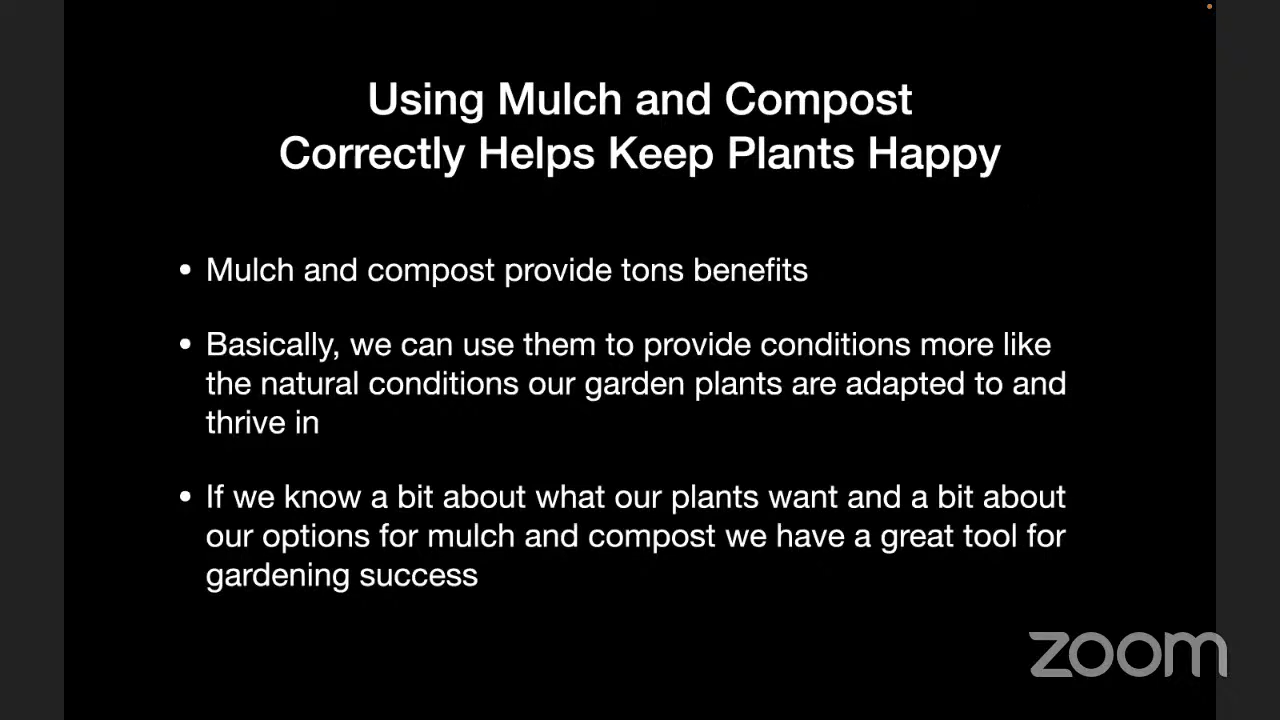 Using Mulch and Compost
Correctly Helps Keep Plants Happy
• Mulch and compost provide tons benefits
• Basically, we can use them to provide conditions more like
the natural conditions our garden plants are adapted to and
thrive in
• If we know a bit about what our plants want and a bit about
our options for mulch and compost we have a great tool for
gardening success
zoom